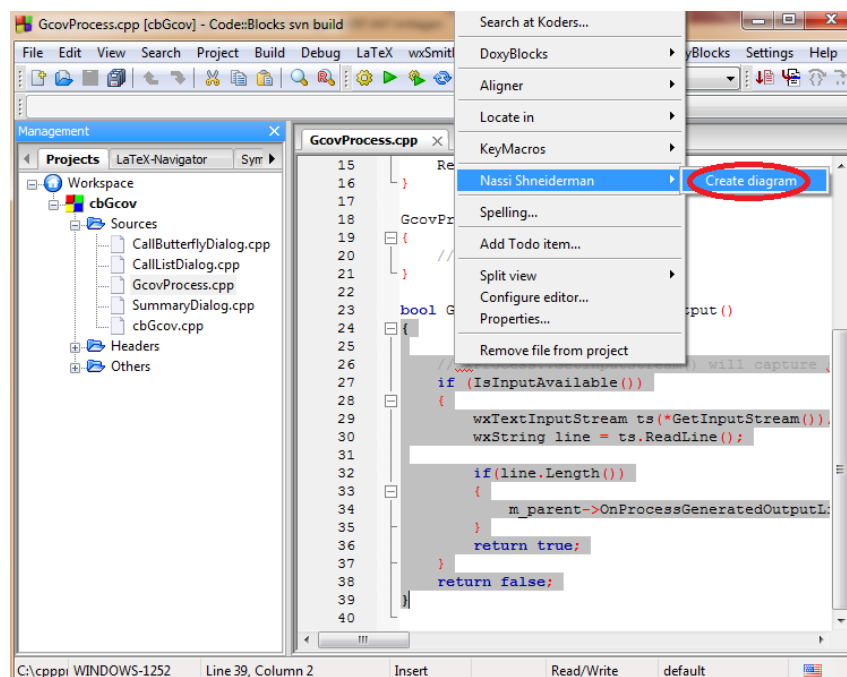 GcovProcess.cpp [cbGcov] - Code::Blocks svn build
File Edit View Search Project Build Debug LaTeX wxSmit yBlocks Settings Help
Search at Koders...
DoxyBlocks
Aligner
Locate in
KeyMacros
Nassi Shneiderman
Create diagram
Spelling...
Add Todo item...
Split view
Configure editor...
Properties...
Remove file from project
Management
Projects LaTeX-Navigator Sym
Workspace
cbGcov
Sources
CallButterflyDialog.cpp
CallListDialog.cpp
GcovProcess.cpp
SummaryDialog.cpp
cbGcov.cpp
Headers
Others
GcovProcess.cpp
15 Re
16 }
17
18 GcovPr
19 {
20 //
21 }
22
23 bool G put()
24 {
25
26 // will capture
27 if (IsInputAvailable())
28 {
29 wxTextInputStream ts(*GetInputStream())
30 wxString line = ts.ReadLine();
31
32 if(line.Length())
33 {
34 m_parent->OnProcessGeneratedOutputL
35 }
36 return true;
37 }
38 return false;
39 }
40
C:\cppp WINDOWS-1252 Line 39, Column 2 Insert Read/Write default